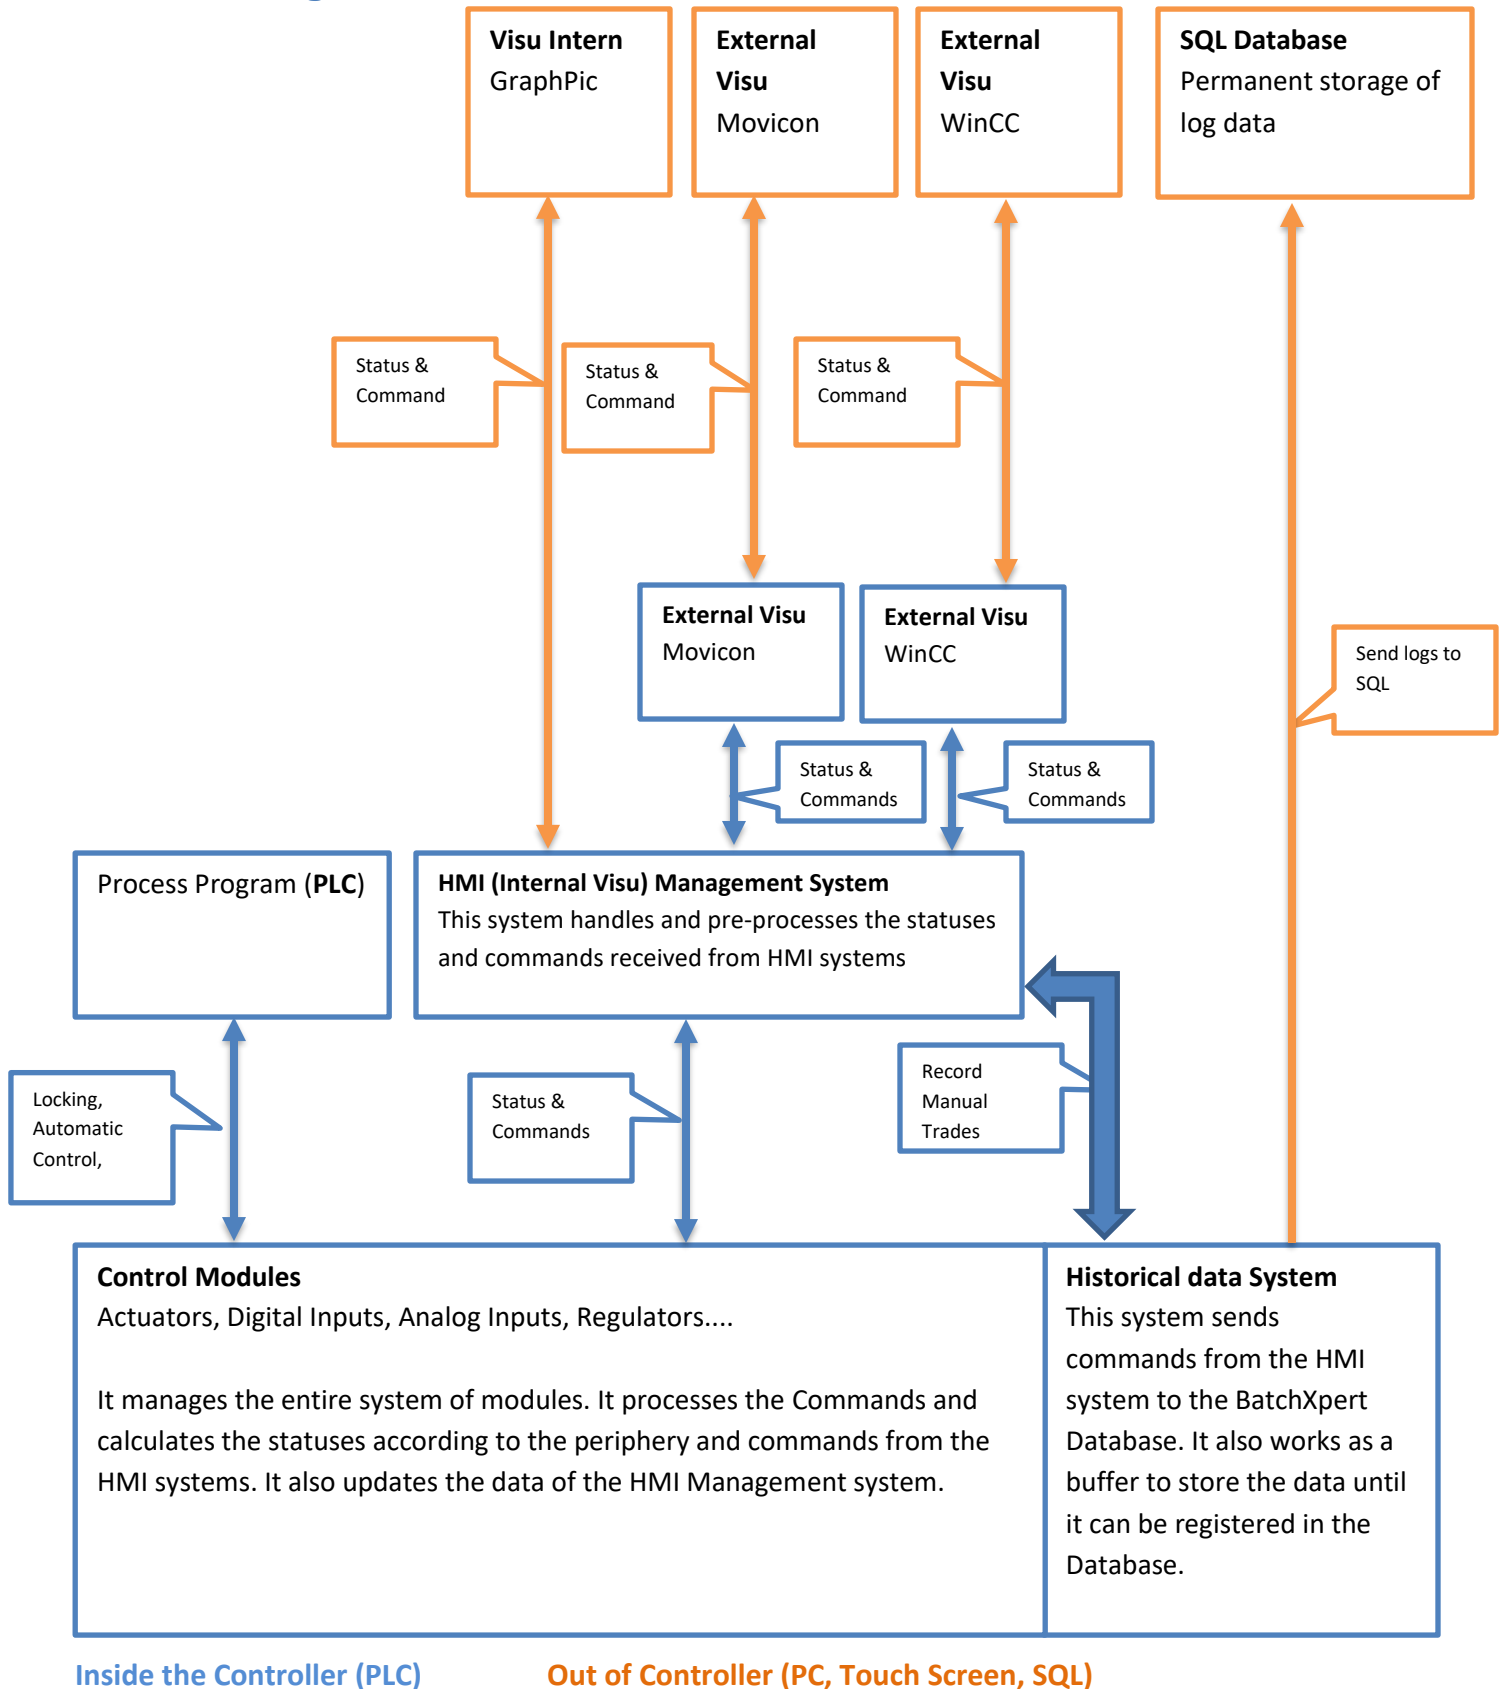 Visu Intern
GraphPic
External
Visu
Movicon
External
Visu
WinCC
SQL Database
Permanent storage of
log data
Status &
Command
Status &
Command
Status &
Command
External Visu
Movicon
External Visu
WinCC
Send logs to
SQL
Status &
Commands
Status &
Commands
Process Program (PLC)
HMI (Internal Visu) Management System
This system handles and pre-processes the statuses
and commands received from HMI systems
Locking,
Automatic
Control,
Status &
Commands
Record
Manual
Trades
Control Modules
Actuators, Digital Inputs, Analog Inputs, Regulators....
It manages the entire system of modules. It processes the Commands and
calculates the statuses according to the periphery and commands from the
HMI systems. It also updates the data of the HMI Management system.
Historical data System
This system sends
commands from the HMI
system to the BatchXpert
Database. It also works as a
buffer to store the data until
it can be registered in the
Database.
Inside the Controller (PLC)
Out of Controller (PC, Touch Screen, SQL)